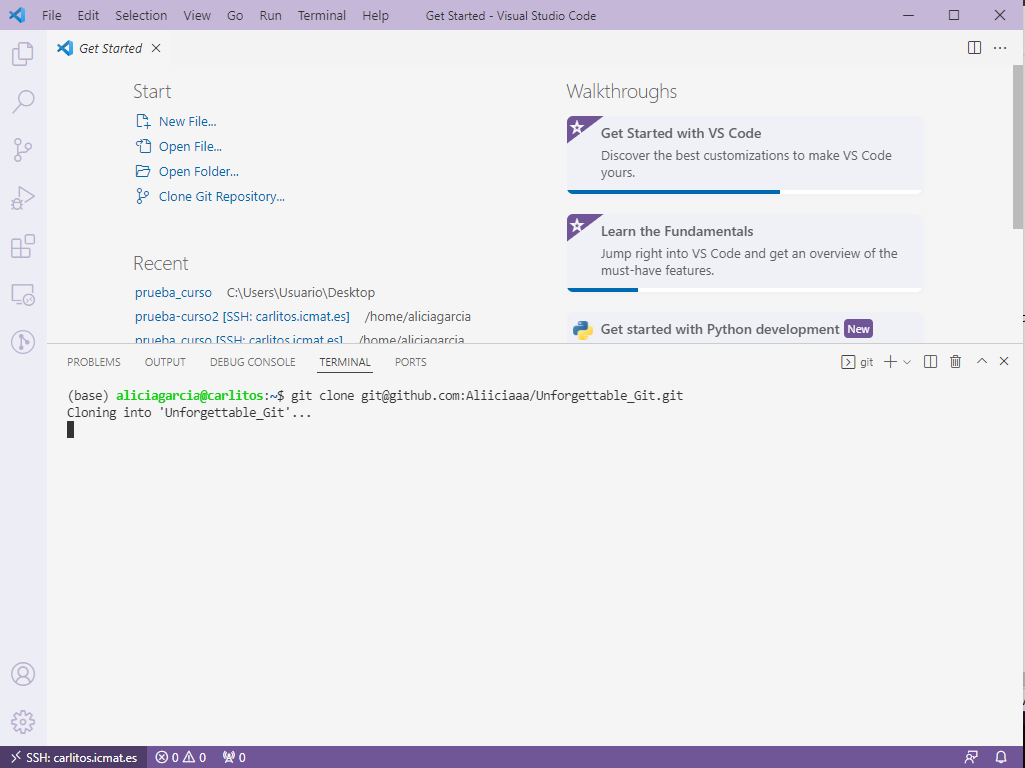 File Edit Selection View Go Run Terminal Help Get Started - Visual Studio Code
Get Started
Start
New File...
Open File...
Open Folder...
Clone Git Repository...
Recent
prueba_curso C:\Users\Usuario\Desktop
prueba-curso2 [SSH: carlitos.icmat.es] /home/aliciagarcia
prueba_curso [SSH: carlitos.icmat.es] /home/aliciagarcia
Walkthroughs
Get Started with VS Code
Discover the best customizations to make VS Code
yours.
Learn the Fundamentals
Jump right into VS Code and get an overview of the
must-have features.
Get started with Python development New
PROBLEMS OUTPUT DEBUG CONSOLE TERMINAL PORTS git
(base) aliciagarcia@carlitos:~$ git clone git@github.com:Aliiciaaa/Unforgettable_Git.git
Cloning into 'Unforgettable_Git'...
SSH: carlitos.icmat.es 0 0 0